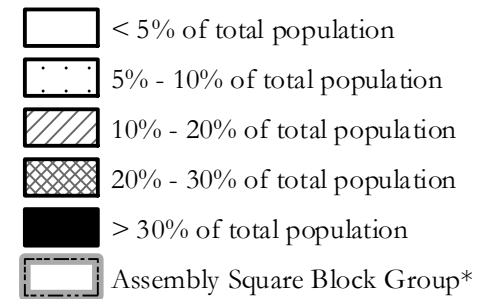 < 5% of total population
5% - 10% of total population
10% - 20% of total population
20% - 30% of total population
> 30% of total population
Assembly Square Block Group*